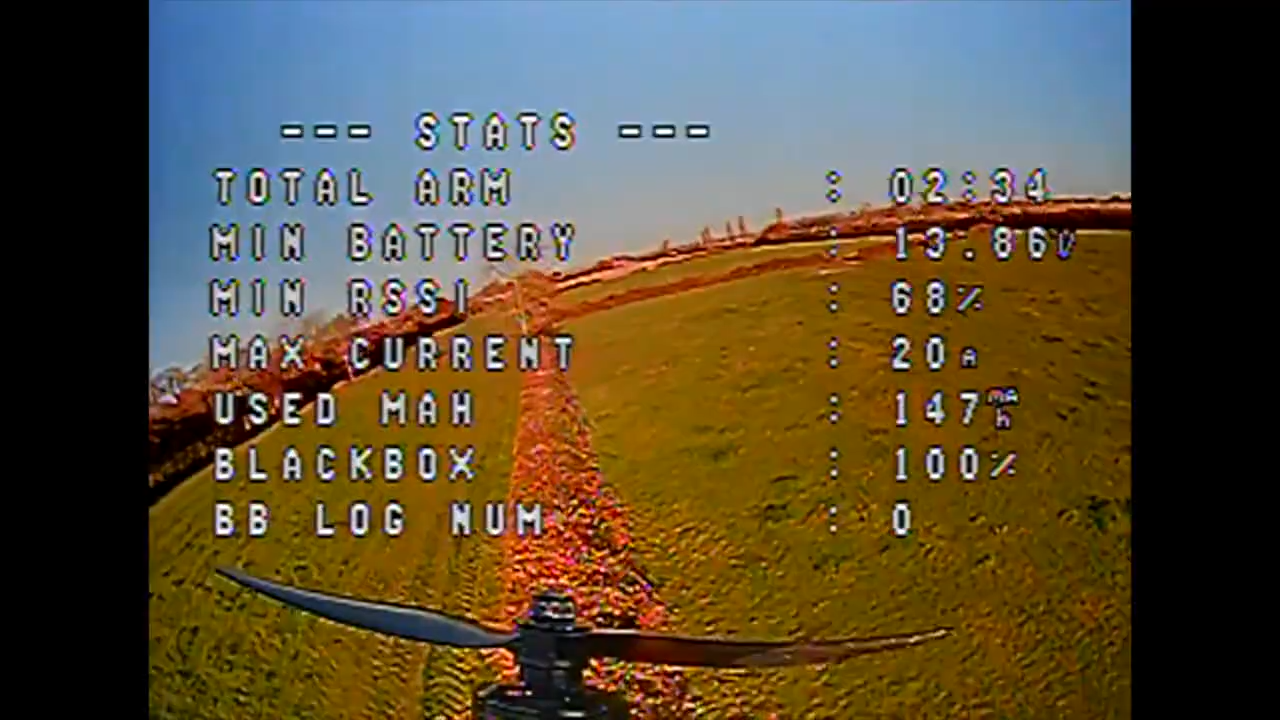 --- STATS ---
TOTAL ARM : 02:34
MIN BATTERY : 13.86V
MIN RSSI : 68%
MAX CURRENT : 20A
USED MAH : 147mAh
BLACKBOX : 100%
BB LOG NUM : 0